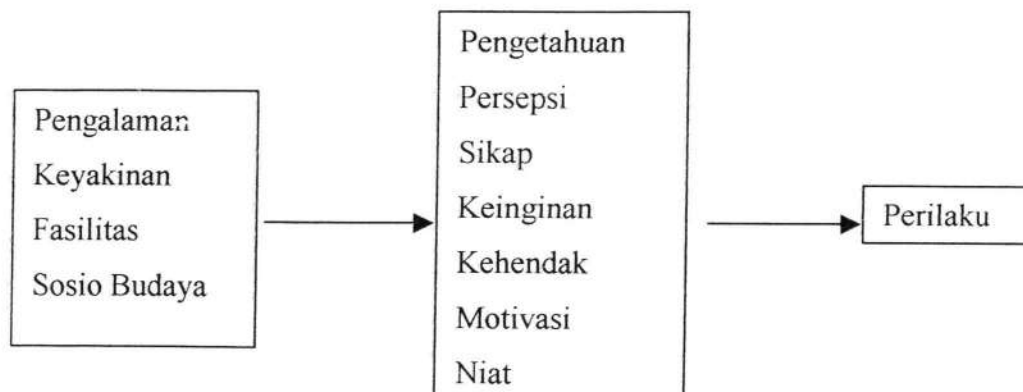 Pengalaman
Keyakinan
Fasilitas
Sosio Budaya
Pengetahuan
Persepsi
Sikap
Keinginan
Kehendak
Motivasi
Niat
Perilaku